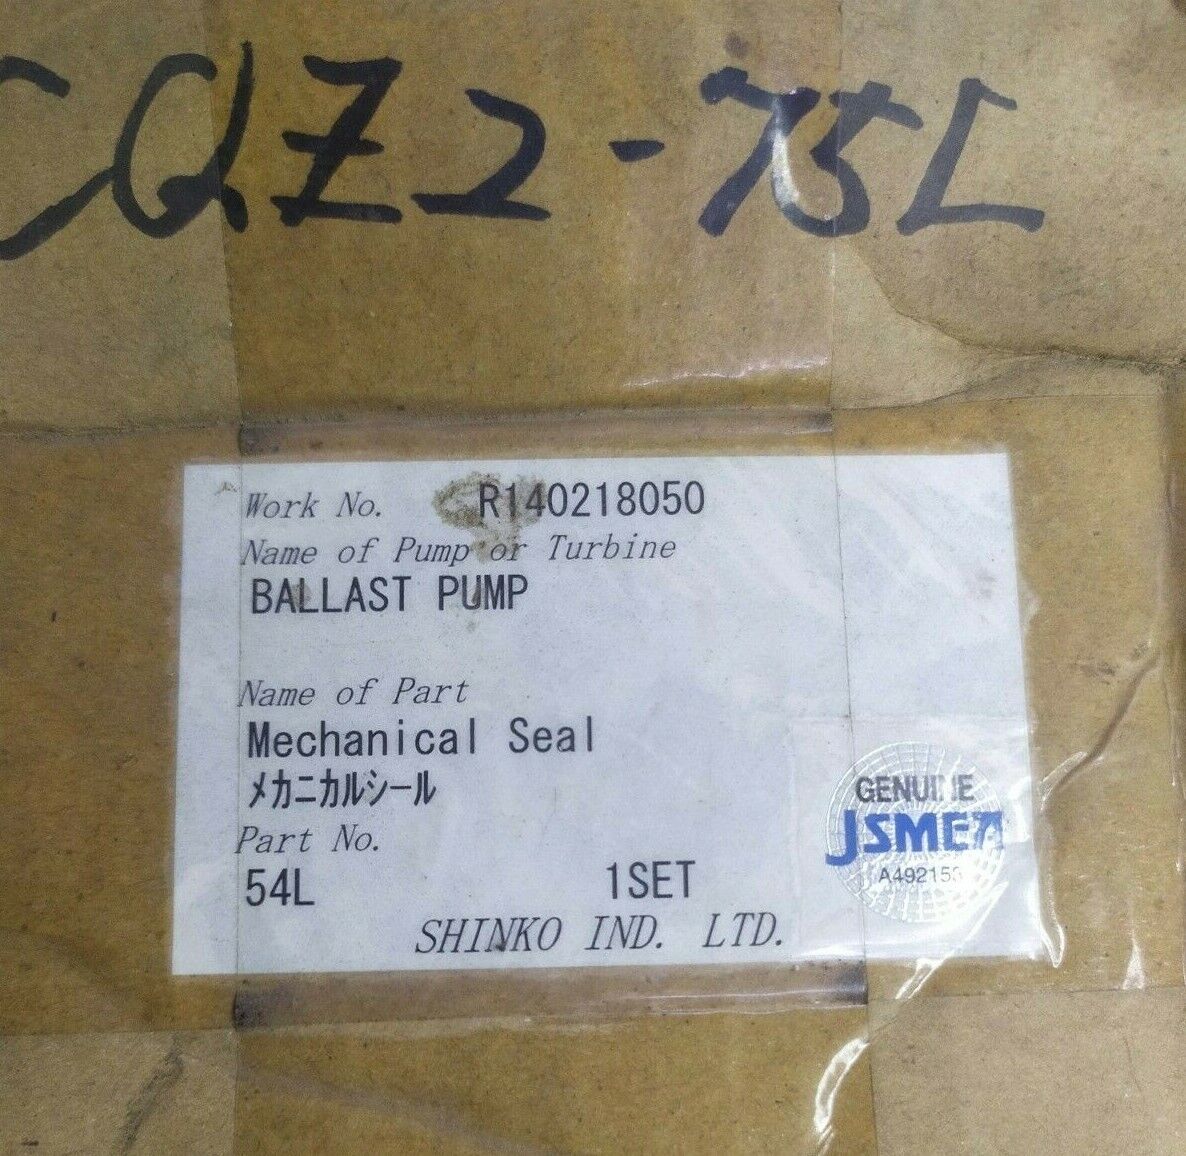 CQZ2-75L
Work No. R140218050
Name of Pump or Turbine
BALLAST PUMP
Name of Part
Mechanical Seal
メカニカルシール
Part No.
54L 1SET
SHINKO IND. LTD.
GENUINE
JSMEA